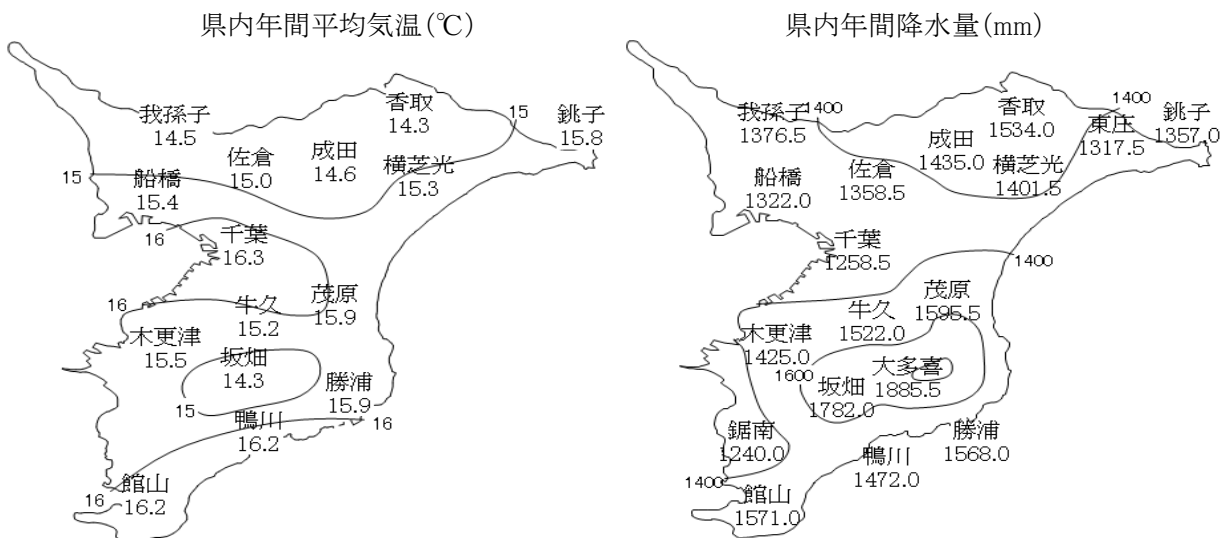 県内年間平均気温(℃)
我孫子
14.5
香取
14.3
15
銚子
15.8
成田
14.6
佐倉
15.0
横芝光
15.3
15
船橋
15.4
16
千葉
16.3
16
牛久
15.2
茂原
15.9
木更津
15.5
坂畑
14.3
15
勝浦
15.9
16
鴨川
16.2
16
館山
16.2
県内年間降水量(mm)
我孫子
1376.5
1400
香取
1534.0
1400
東庄
1317.5
銚子
1357.0
成田
1435.0
佐倉
1358.5
横芝光
1401.5
船橋
1322.0
千葉
1258.5
1400
茂原
1595.5
牛久
1522.0
木更津
1425.0
1600
大多喜
1885.5
坂畑
1782.0
鋸南
1240.0
勝浦
1568.0
鴨川
1472.0
1400
館山
1571.0